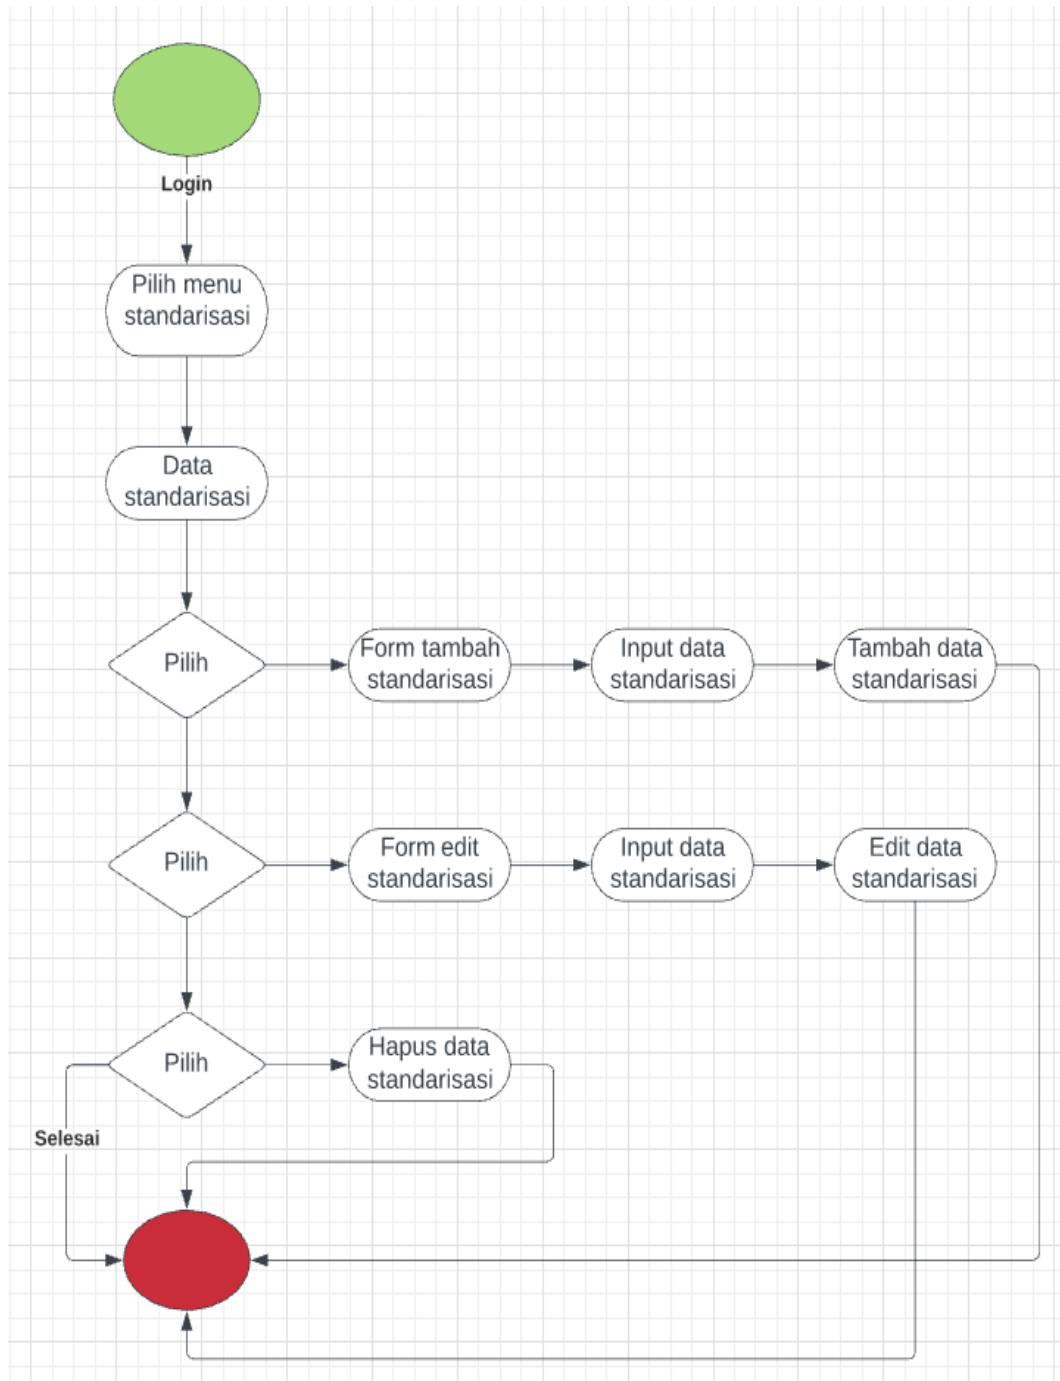 Login
Pilih menu
standarisasi
Data
standarisasi
Pilih
Form tambah
standarisasi
Input data
standarisasi
Tambah data
standarisasi
Pilih
Form edit
standarisasi
Input data
standarisasi
Edit data
standarisasi
Pilih
Hapus data
standarisasi
Selesai